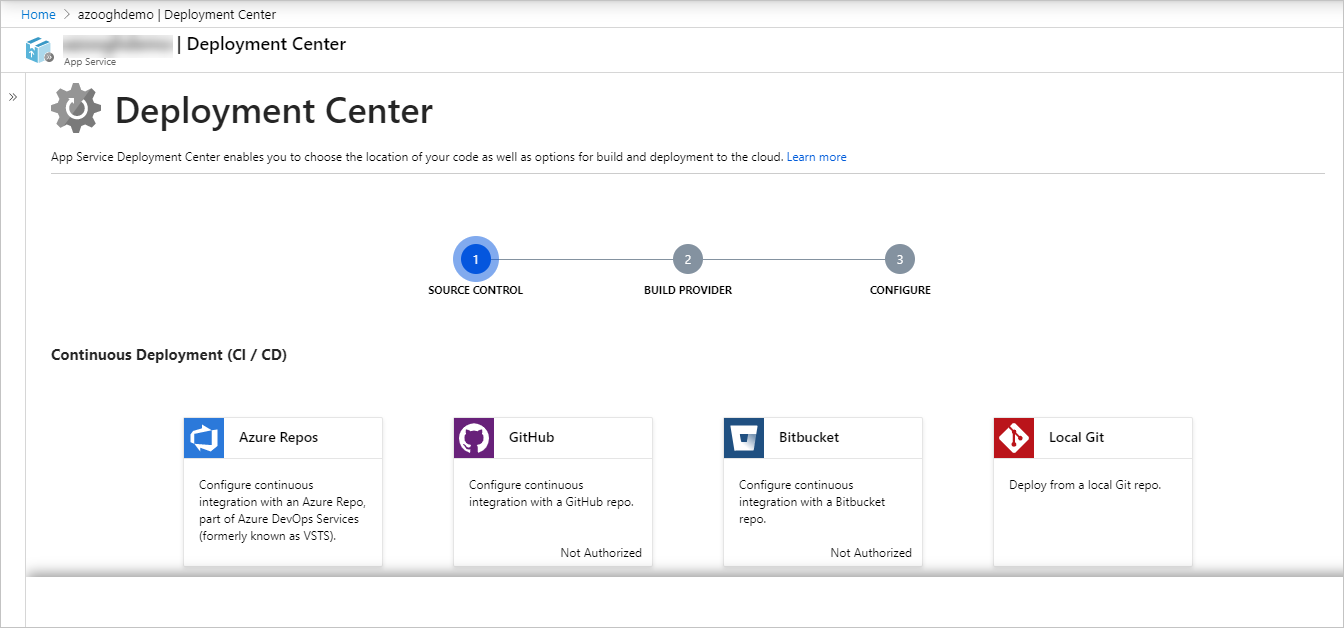 Home > azooghdemo | Deployment Center
| Deployment Center
App Service
»
Deployment Center
App Service Deployment Center enables you to choose the location of your code as well as options for build and deployment to the cloud. Learn more
1
2
3
SOURCE CONTROL
BUILD PROVIDER
CONFIGURE
Continuous Deployment (CI / CD)
Azure Repos
Configure continuous
integration with an Azure Repo,
part of Azure DevOps Services
(formerly known as VSTS).
GitHub
Configure continuous
integration with a GitHub repo.
Not Authorized
Bitbucket
Configure continuous
integration with a Bitbucket
repo.
Not Authorized
Local Git
Deploy from a local Git repo.